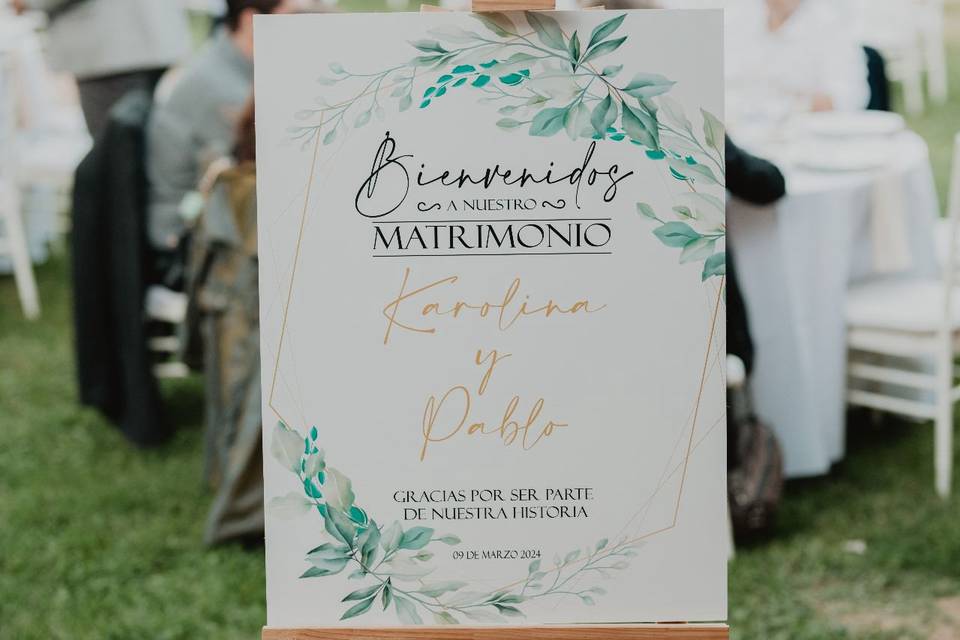 Bienvenidos
A NUESTRO
MATRIMONIO
Karolina
y
Pablo
GRACIAS POR SER PARTE
DE NUESTRA HISTORIA
09 DE MARZO 2024